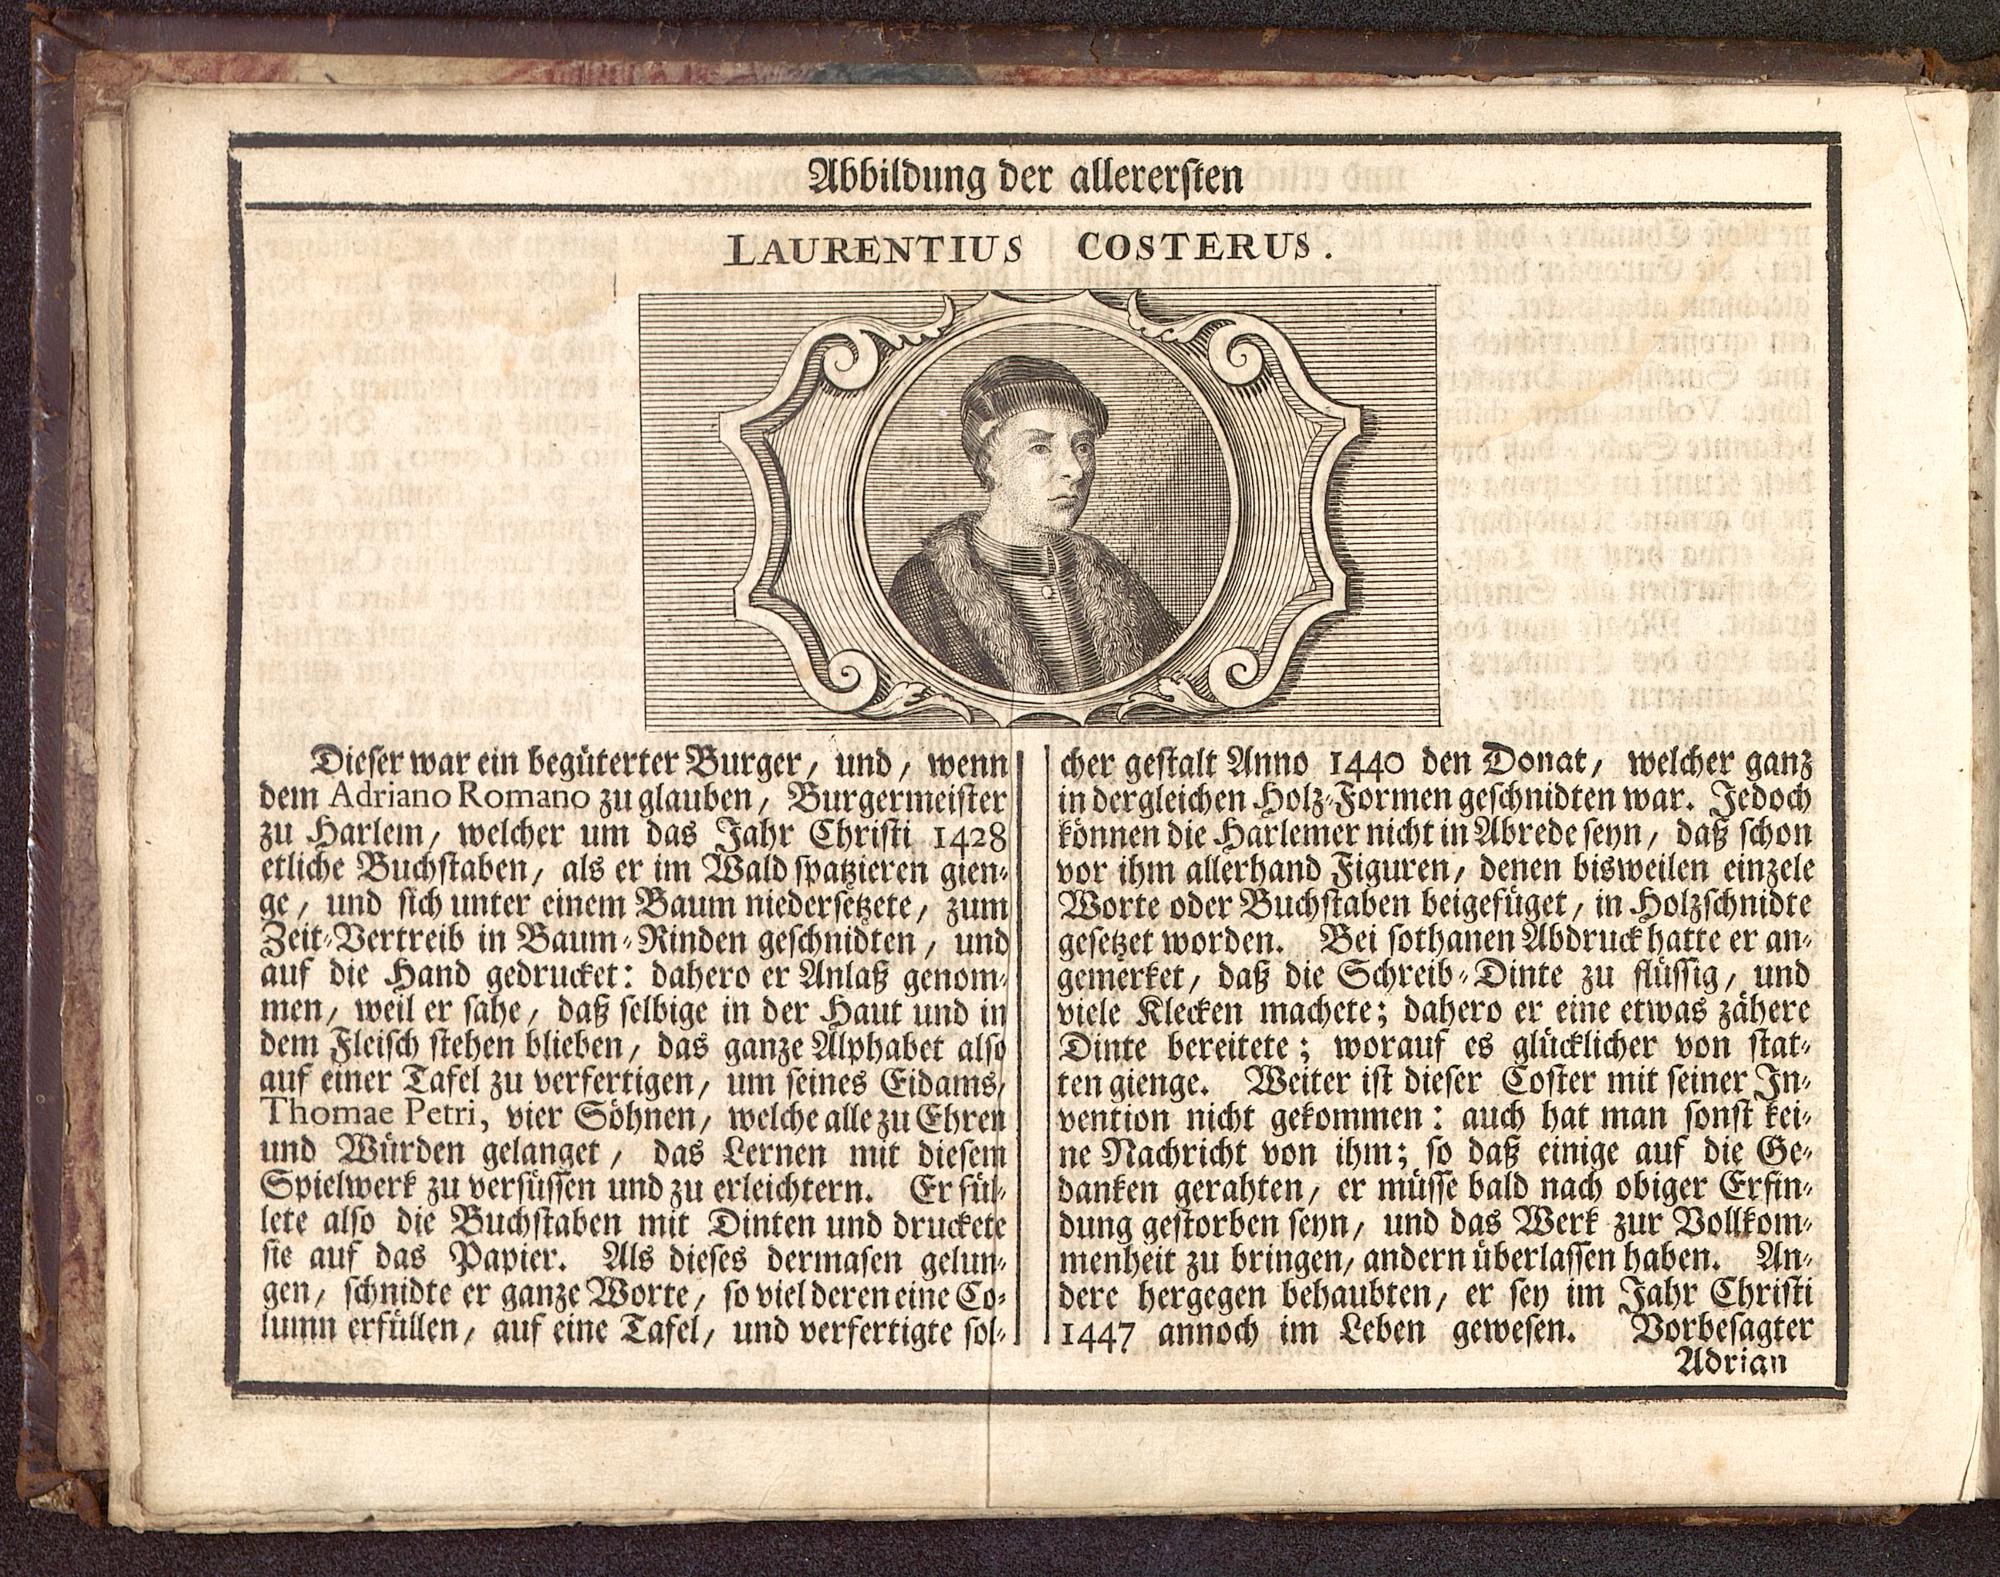 Abbildung der allerersten
LAURENTIUS COSTERUS.
Dieser war ein begüterter Burger, und, wenn
dem Adriano Romano zu glauben, Burgermeister
zu Harlem, welcher um das Jahr Christi 1428
etliche Buchstaben, als er im Wald spatzieren gien-
ge, und sich unter einem Baum niedersetzete, zum
Zeit-Vertreib in Baum-Rinden geschnidten, und
auf die Hand gedrucket: dahero er Anlaß genom-
men, weil er sahe, daß selbige in der Haut und in
dem Fleisch stehen blieben, das ganze Alphabet also
auf einer Tafel zu verfertigen, um seines Eidams,
Thomae Petri, vier Söhnen, welche alle zu Ehren
und Würden gelanget, das Lernen mit diesem
Spielwerk zu versüssen und zu erleichtern. Er fül-
lete also die Buchstaben mit Dinten und druckete
sie auf das Papier. Als dieses dermasen gelun-
gen, schnidte er ganze Worte, so viel deren eine Co-
lumn erfüllen, auf eine Tafel, und verfertigte sol-
cher gestalt Anno 1440 den Donat, welcher ganz
in dergleichen Holz-Formen geschnidten war. Jedoch
können die Harlemer nicht in Abrede seyn, daß schon
vor ihm allerhand Figuren, denen bisweilen einzele
Worte oder Buchstaben beigefüget, in Holzschnidte
gesetzet worden. Bei sothanen Abdruck hatte er an-
gemerket, daß die Schreib-Dinte zu flüssig, und
viele Klecken machete; dahero er eine etwas zähere
Dinte bereitete; worauf es glücklicher von stat-
ten gienge. Weiter ist dieser Coster mit seiner In-
vention nicht gekommen: auch hat man sonst kei-
ne Nachricht von ihm; so daß einige auf die Ge-
danken gerahten, er müsse bald nach obiger Erfin-
dung gestorben seyn, und das Werk zur Vollkom-
menheit zu bringen, andern überlassen haben. An-
dere hergegen behaubten, er sey im Jahr Christi
1447 annoch im Leben gewesen. Vorbesagter
Adrian